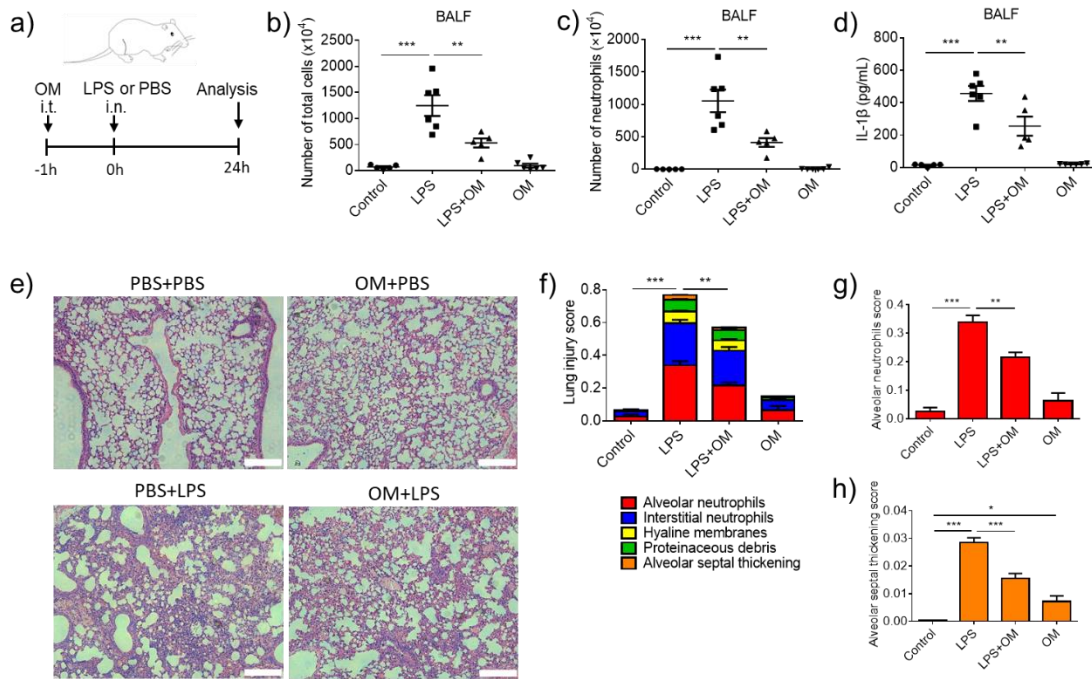 a)
OM
i.t.
LPS or PBS
i.n.
Analysis
-1h
0h
24h
b)
BALF
Number of total cells (x10⁴)
2500
2000
1500
1000
500
0
***
**
Control
LPS
LPS+OM
OM
c)
BALF
Number of neutrophils (×10⁴)
2000
1500
1000
500
0
***
**
Control
LPS
LPS+OM
OM
d)
BALF
IL-1β (pg/mL)
800
600
400
200
0
***
**
Control
LPS
LPS+OM
OM
e)
PBS+PBS
OM+PBS
PBS+LPS
OM+LPS
f)
Lung injury score
0.8
0.6
0.4
0.2
0.0
***
**
Control
LPS
LPS+OM
OM
Alveolar neutrophils
Interstitial neutrophils
Hyaline membranes
Proteinaceous debris
Alveolar septal thickening
g)
Alveolar neutrophils score
0.4
0.3
0.2
0.1
0.0
***
**
Control
LPS
LPS+OM
OM
h)
Alveolar septal thickening score
0.04
0.03
0.02
0.01
0.00
*
***
***
Control
LPS
LPS+OM
OM